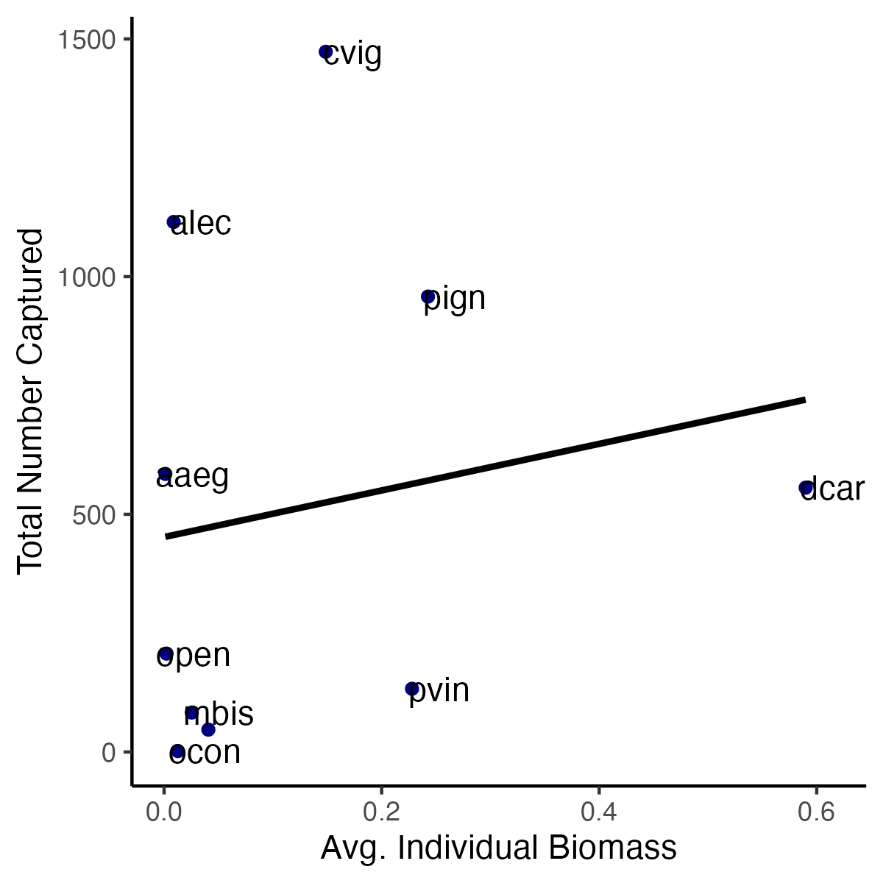 1500
1000
500
0
Total Number Captured
cvig
alec
pign
aaeg
dcar
open
pvin
mbis
ocon
0.0
0.2
0.4
0.6
Avg. Individual Biomass